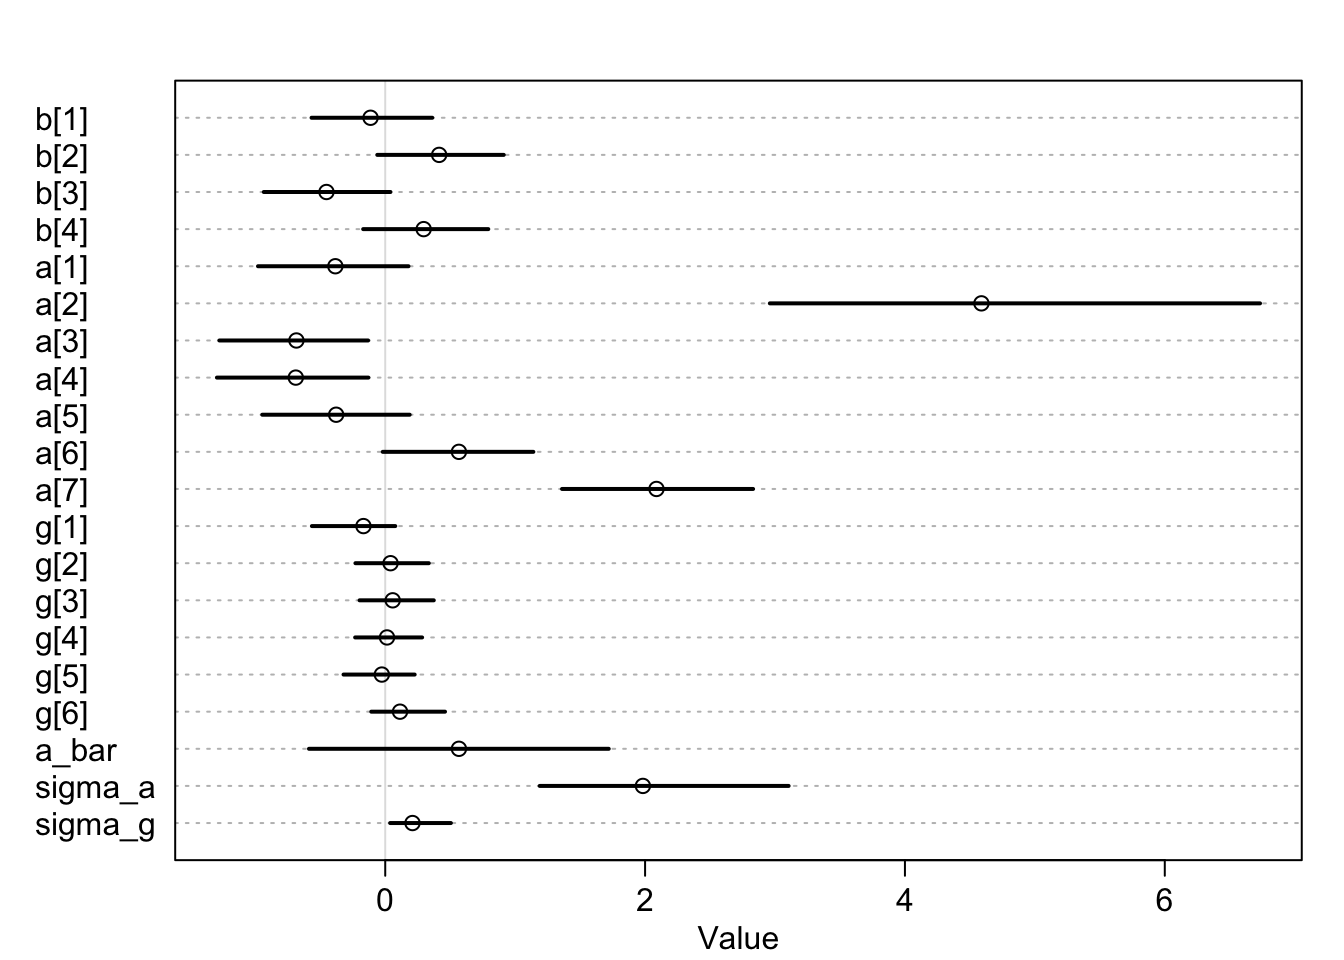 b[1]
b[2]
b[3]
b[4]
a[1]
a[2]
a[3]
a[4]
a[5]
a[6]
a[7]
g[1]
g[2]
g[3]
g[4]
g[5]
g[6]
a_bar
sigma_a
sigma_g
0 2 4 6
Value